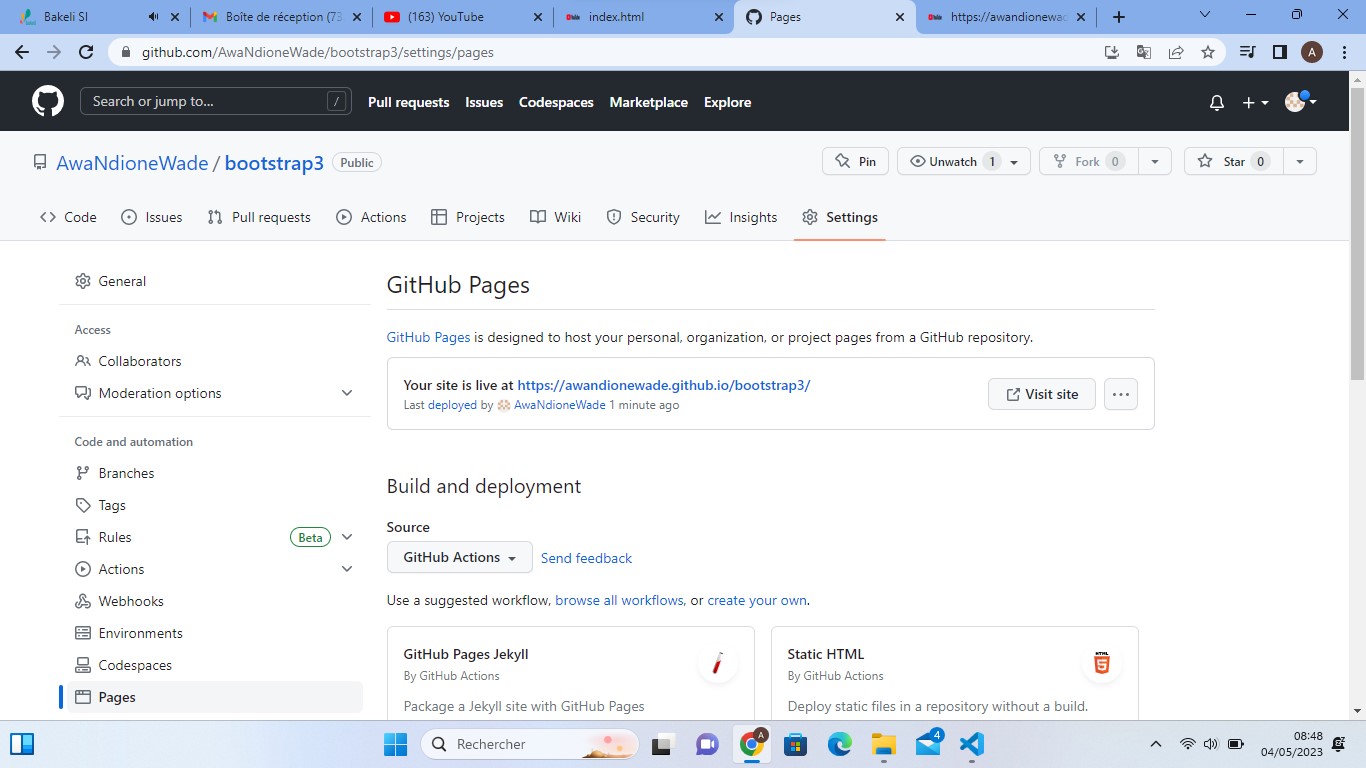 Bakeli SI
Boîte de réception (73
(163) YouTube
index.html
Pages
https://awandionewad
github.com/AwaNdioneWade/bootstrap3/settings/pages
A
Search or jump to...
/
Pull requests
Issues
Codespaces
Marketplace
Explore
AwaNdioneWade / bootstrap3
Public
Pin
Unwatch 1
Fork 0
Star 0
Code
Issues
Pull requests
Actions
Projects
Wiki
Security
Insights
Settings
General
Access
Collaborators
Moderation options
Code and automation
Branches
Tags
Rules
Beta
Actions
Webhooks
Environments
Codespaces
Pages
GitHub Pages
GitHub Pages is designed to host your personal, organization, or project pages from a GitHub repository.
Your site is live at https://awandionewade.github.io/bootstrap3/
Last deployed by AwaNdioneWade 1 minute ago
Visit site
Build and deployment
Source
GitHub Actions
Send feedback
Use a suggested workflow, browse all workflows, or create your own.
GitHub Pages Jekyll
By GitHub Actions
Package a Jekyll site with GitHub Pages
Static HTML
By GitHub Actions
Deploy static files in a repository without a build.
HTML
5
Rechercher
A
4
08:48
04/05/2023